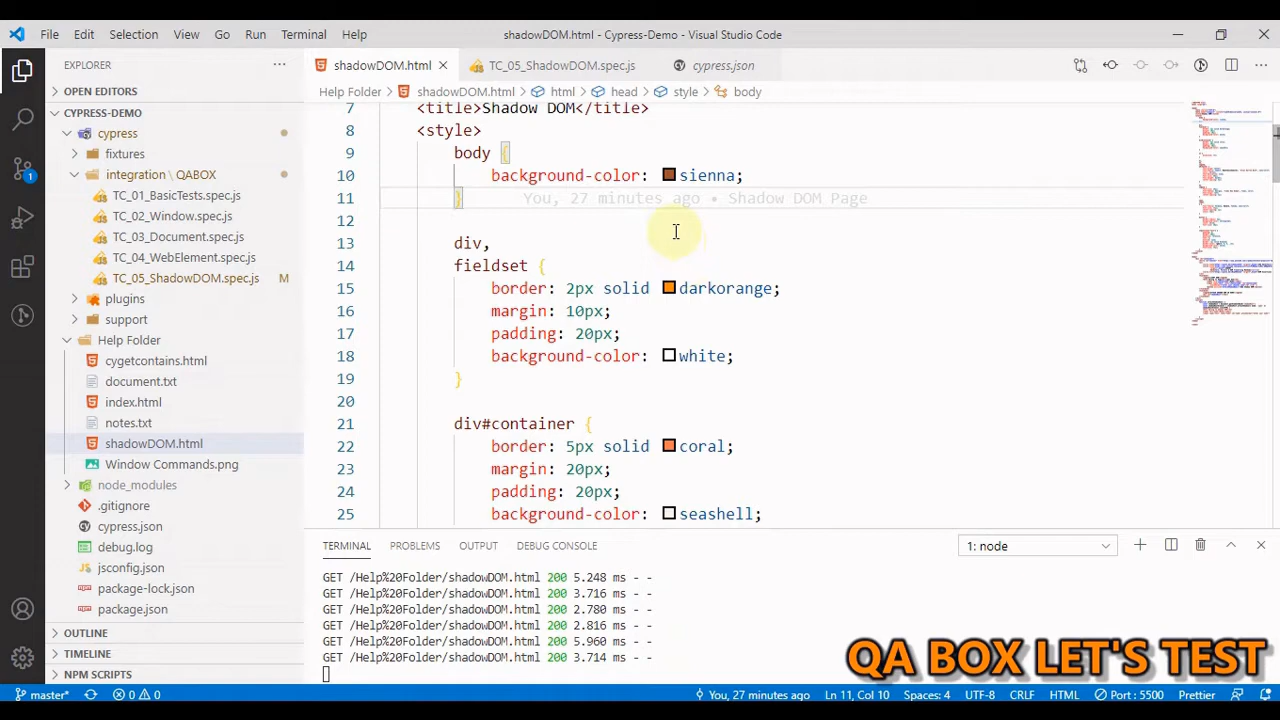 File Edit Selection View Run Terminal Help
shadowDOM.html - Cypress-Demo - Visual Studio Code
EXPLORER
OPEN EDITORS
CYPRESS-DEMO
cypress
fixtures
integration \ QABOX
TC_01_BasicTests.spec.js
TC_02_Window.spec.js
TC_03_Document.spec.js
TC_04_WebElement.spec.js
TC_05_ShadowDOM.spec.js M
plugins
support
Help Folder
cygetcontains.html
document.txt
index.html
notes.txt
shadowDOM.html
Window Commands.png
node_modules
.gitignore
cypress.json
debug.log
jsconfig.json
package-lock.json
package.json
OUTLINE
TIMELINE
NPM SCRIPTS
1
shadowDOM.html TC_05_ShadowDOM.spec.js cypress.json
Help Folder > shadowDOM.html > html > head > style > body
7 <title>Shadow DOM</title>
8 <style>
9 body {
10 background-color: sienna;
11 } You, 27 minutes ago • Shadow DOM Page
12
13 div,
14 fieldset {
15 border: 2px solid darkorange;
16 margin: 10px;
17 padding: 20px;
18 background-color: white;
19 }
20
21 div#container {
22 border: 5px solid coral;
23 margin: 20px;
24 padding: 20px;
25 background-color: seashell;
TERMINAL PROBLEMS OUTPUT DEBUG CONSOLE
1: node
GET /Help%20Folder/shadowDOM.html 200 5.248 ms - -
GET /Help%20Folder/shadowDOM.html 200 3.716 ms - -
GET /Help%20Folder/shadowDOM.html 200 2.780 ms - -
GET /Help%20Folder/shadowDOM.html 200 2.816 ms - -
GET /Help%20Folder/shadowDOM.html 200 5.960 ms - -
GET /Help%20Folder/shadowDOM.html 200 3.714 ms - -
QA BOX LET'S TEST
master* 0 0 You, 27 minutes ago Ln 11, Col 10 Spaces: 4 UTF-8 CRLF HTML Port : 5500 Prettier